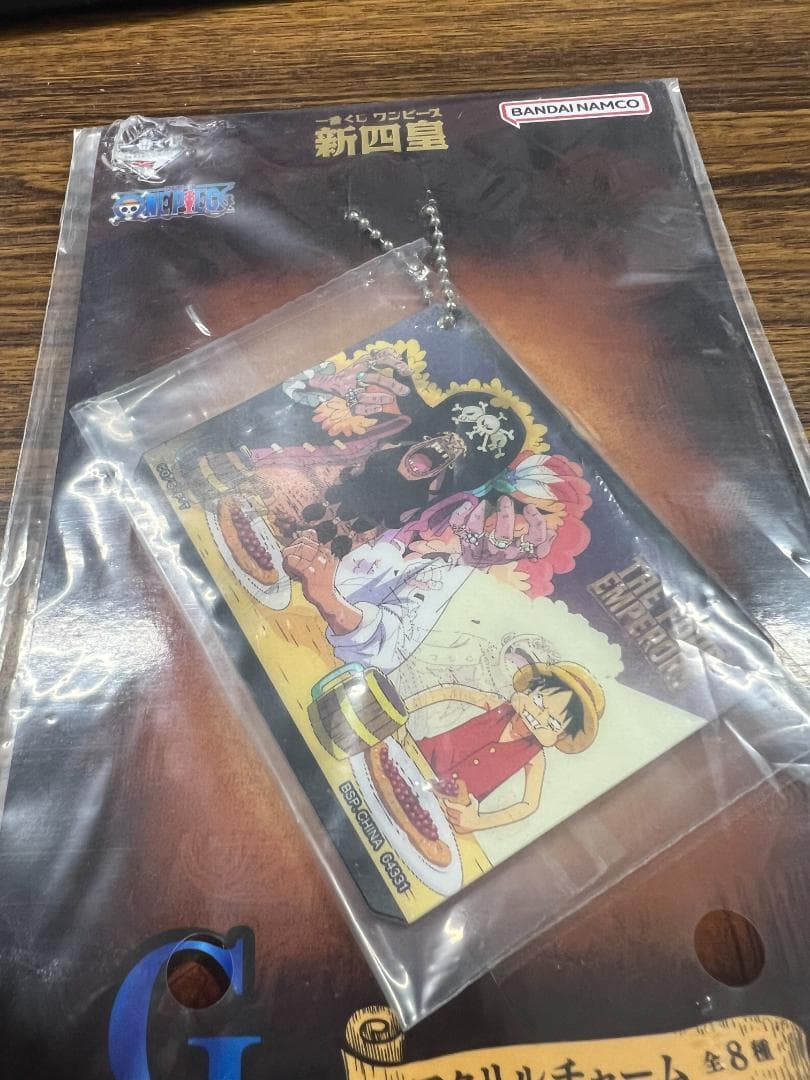 一番くじ ワンピース
新四皇
BANDAI NAMCO
ONE PIECE
THE FOUR
EMPERORS
BSP, CHINA 64331
G
アクリルチャーム 全8種